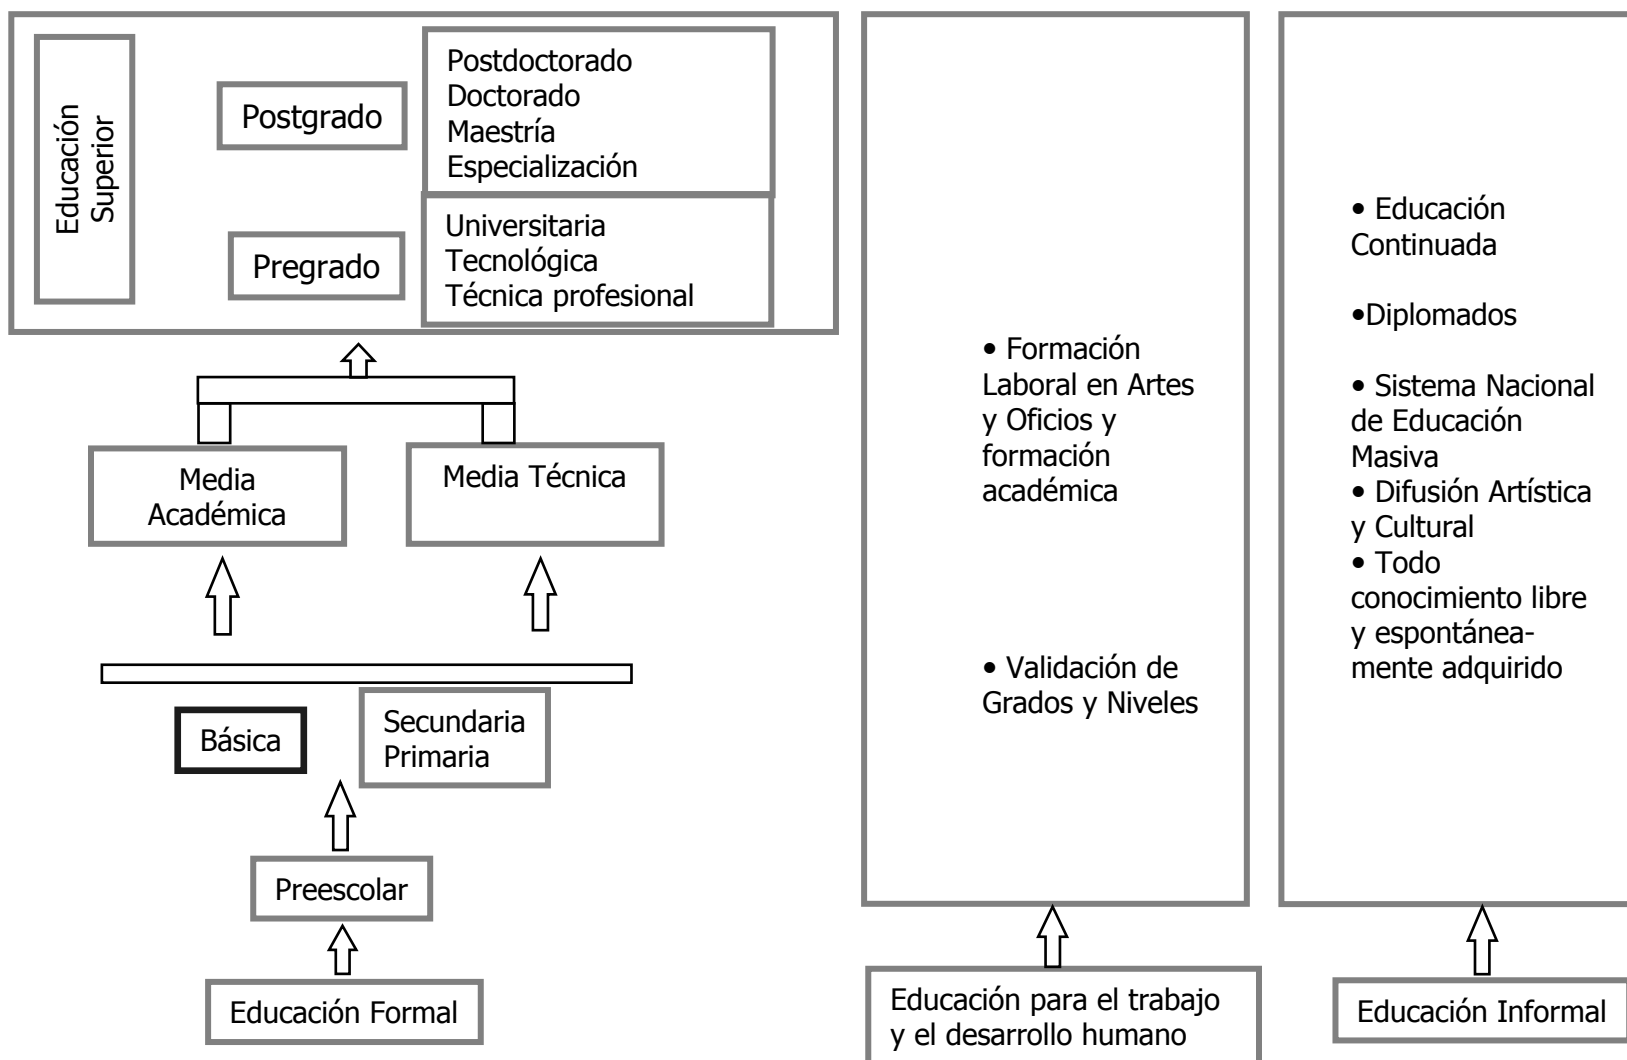 Educación
Superior
Postgrado
Postdoctorado
Doctorado
Maestría
Especialización
Pregrado
Universitaria
Tecnológica
Técnica profesional
Media
Académica
Media Técnica
Básica
Secundaria
Primaria
Preescolar
Educación Formal
• Formación
Laboral en Artes
y Oficios y
formación
académica
• Validación de
Grados y Niveles
Educación para el trabajo
y el desarrollo humano
• Educación
Continuada
•Diplomados
• Sistema Nacional
de Educación
Masiva
• Difusión Artística
y Cultural
• Todo
conocimiento libre
y espontánea-
mente adquirido
Educación Informal